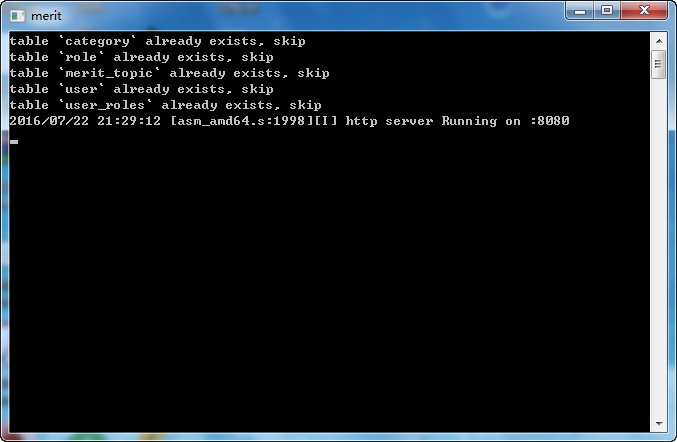 merit
table `category` already exists, skip
table `role` already exists, skip
table `merit_topic` already exists, skip
table `user` already exists, skip
table `user_roles` already exists, skip
2016/07/22 21:29:12 [asm_amd64.s:1998][I] http server Running on :8080